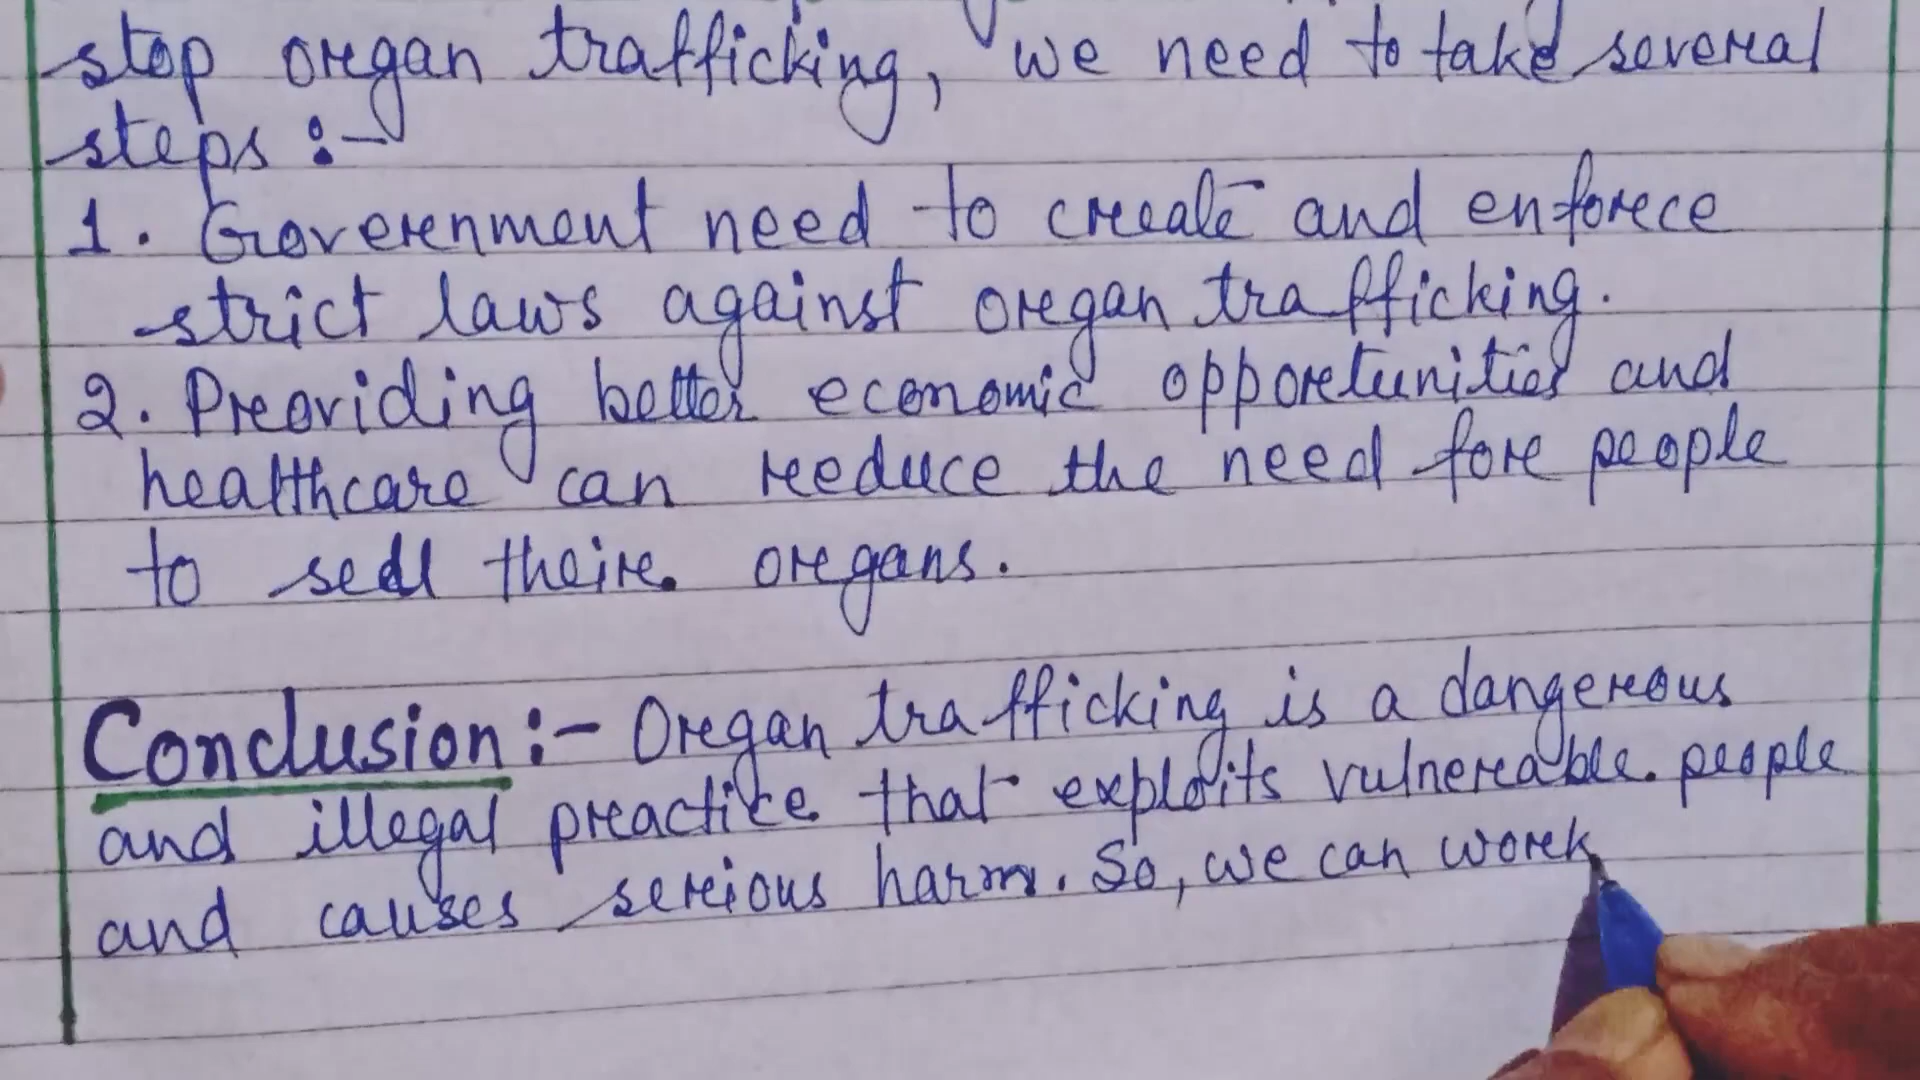 stop organ trafficking, we need to take several
steps :-
1. Government need to create and enforce
strict laws against organ trafficking.
2. Providing better economic opportunities and
healthcare can reduce the need for people
to sell their organs.
Conclusion :- Organ trafficking is a dangerous
and illegal practice that exploits vulnerable people
and causes serious harm. So, we can work